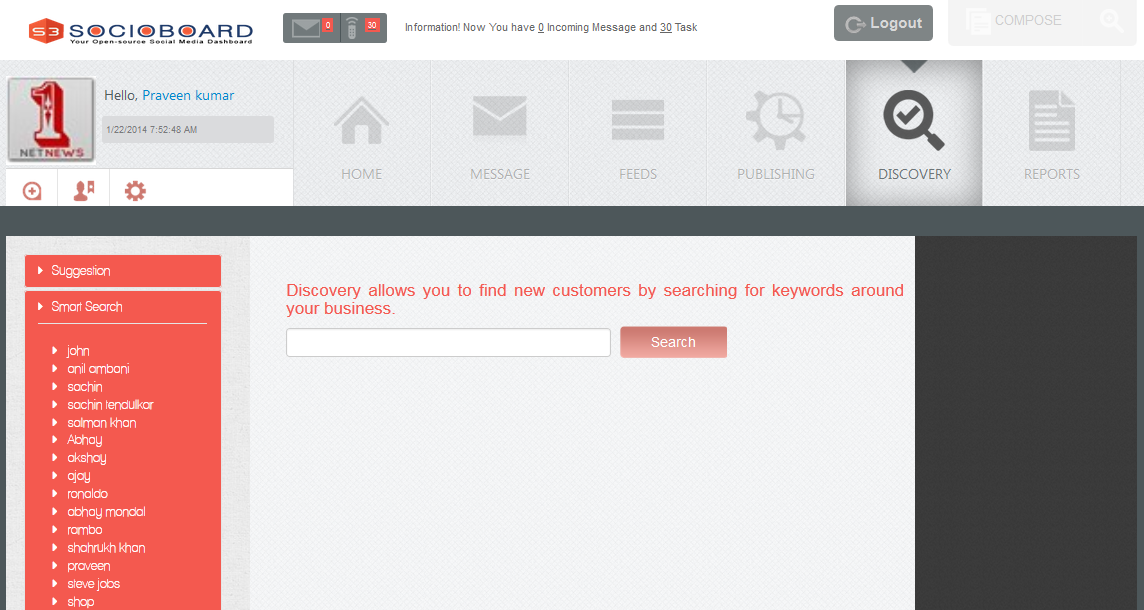 S3 SOCIOBOARD
Your Open-source Social Media Dashboard
0
30
Information! Now You have 0 Incoming Message and 30 Task
Logout
COMPOSE
1
NETNEWS
Hello, Praveen kumar
1/22/2014 7:52:48 AM
HOME
MESSAGE
FEEDS
PUBLISHING
DISCOVERY
REPORTS
Suggestion
Smart Search
john
anil ambani
sachin
sachin tendulkar
salman khan
Abhay
akshay
ajay
ronaldo
abhay mondal
rambo
shahrukh khan
praveen
steve jobs
shop
Discovery allows you to find new customers by searching for keywords around
your business.
Search